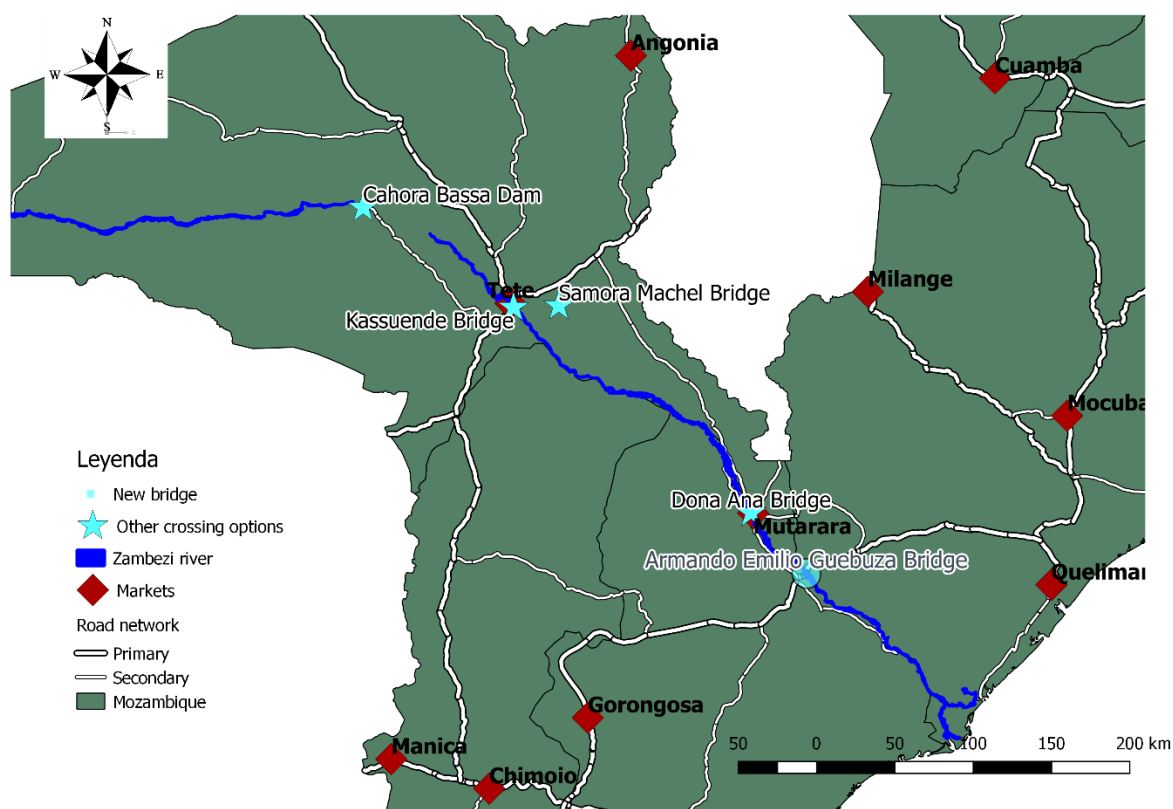 N
W
E
S
Angonia
Cuamba
Cahora Bassa Dam
Milange
Tete
Samora Machel Bridge
Kassuende Bridge
Mocuba
Leyenda
New bridge
Other crossing options
Zambezi river
Markets
Road network
Primary
Secondary
Mozambique
Dona Ana Bridge
Mutarara
Armando Emilio Guebuza Bridge
Quelimar
Gorongosa
Manica
Chimoio
50 0 50 100 150 200 km